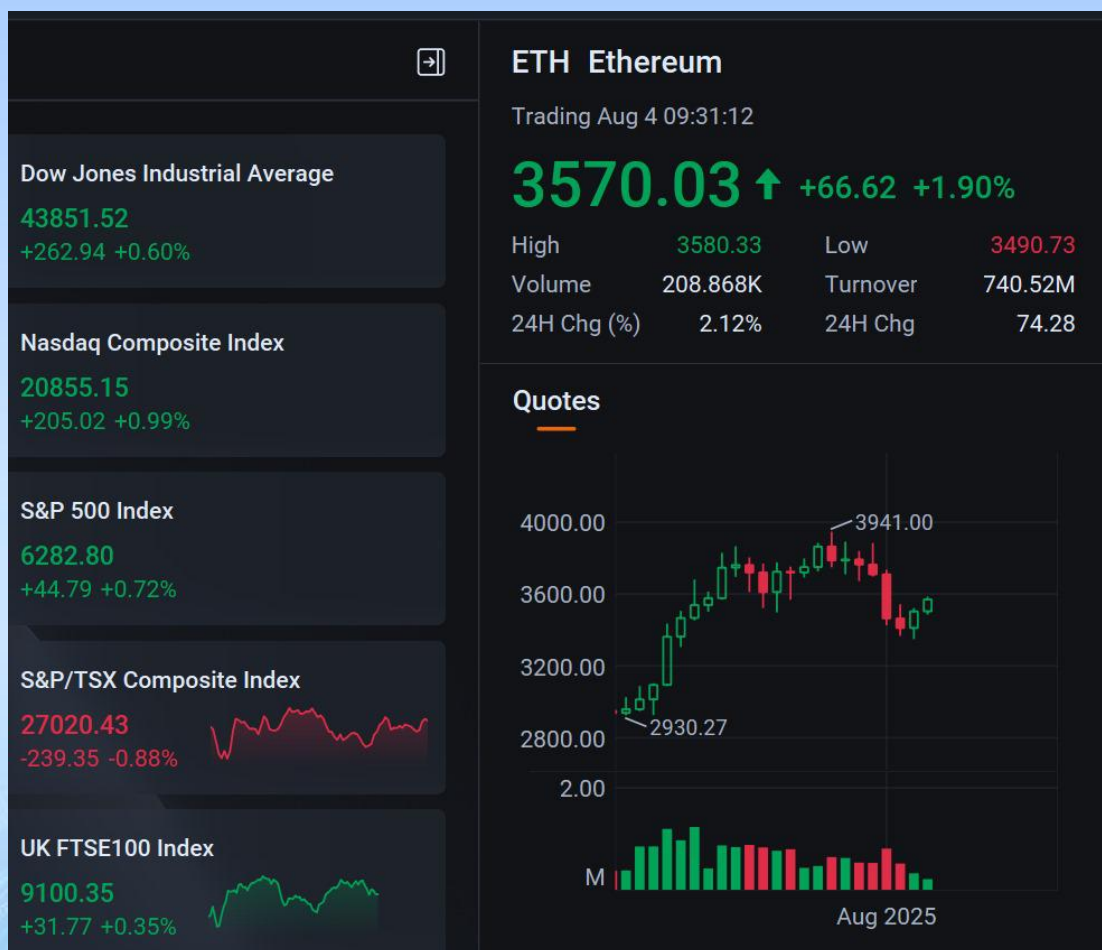 Dow Jones Industrial Average
43851.52
+262.94 +0.60%
Nasdaq Composite Index
20855.15
+205.02 +0.99%
S&P 500 Index
6282.80
+44.79 +0.72%
S&P/TSX Composite Index
27020.43
-239.35 -0.88%
UK FTSE100 Index
9100.35
+31.77 +0.35%
ETH Ethereum
Trading Aug 4 09:31:12
3570.03 +66.62 +1.90%
High 3580.33 Low 3490.73
Volume 208.868K Turnover 740.52M
24H Chg (%) 2.12% 24H Chg 74.28
Quotes
4000.00
3941.00
3600.00
3200.00
2930.27
2800.00
2.00
M
Aug 2025